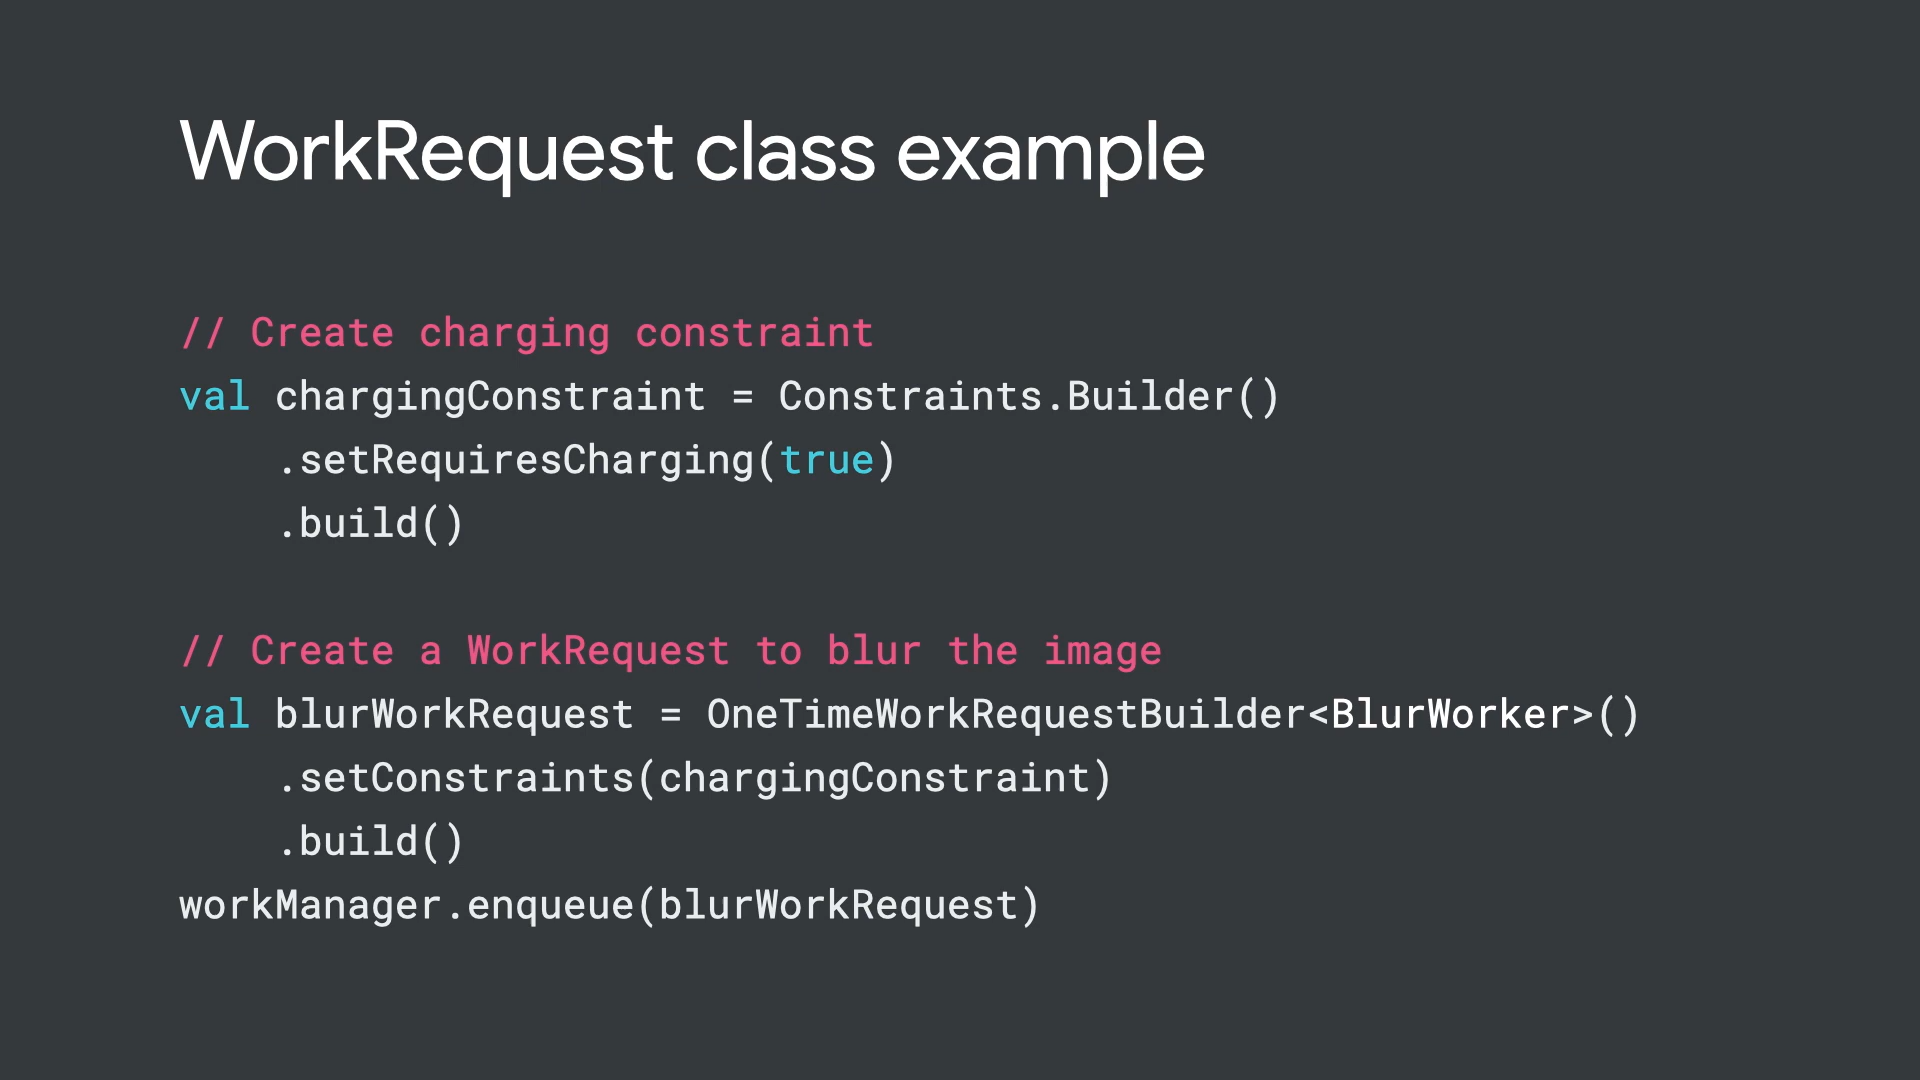 WorkRequest class example
// Create charging constraint
val chargingConstraint = Constraints.Builder()
    .setRequiresCharging(true)
    .build()
// Create a WorkRequest to blur the image
val blurWorkRequest = OneTimeWorkRequestBuilder<BlurWorker>()
    .setConstraints(chargingConstraint)
    .build()
workManager.enqueue(blurWorkRequest)